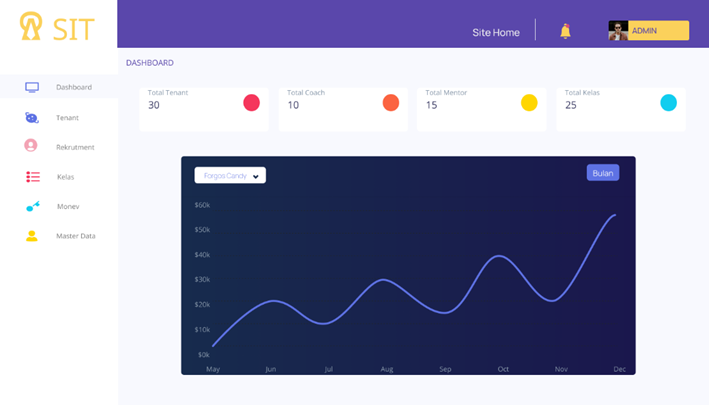 SIT
Site Home
ADMIN
DASHBOARD
Dashboard
Tenant
Rekrutment
Kelas
Monev
Master Data
Total Tenant
30
Total Coach
10
Total Mentor
15
Total Kelas
25
Forgos Candy
Bulan
$60k
$50k
$40k
$30k
$20k
$10k
$0k
May Jun Jul Aug Sep Oct Nov Dec